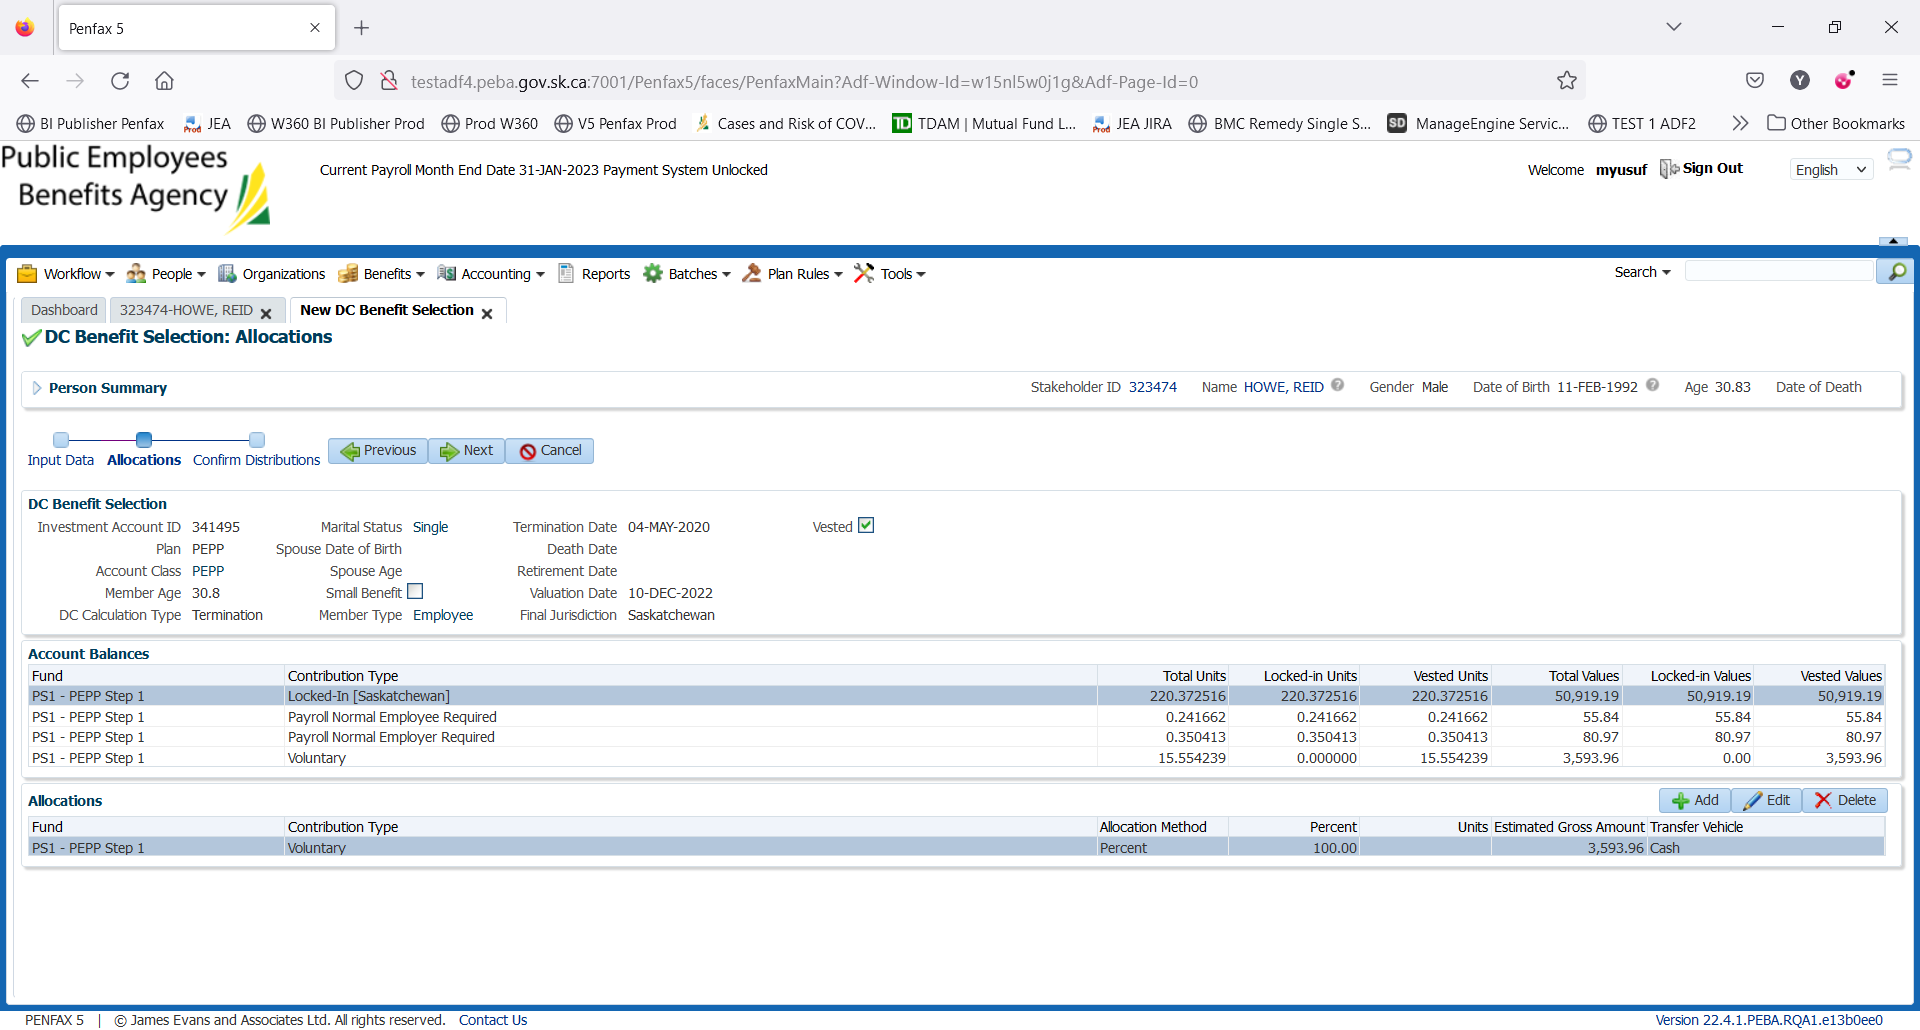 Penfax 5
testadf4.peba.gov.sk.ca:7001/Penfax5/faces/PenfaxMain?Adf-Window-Id=w15nl5w0j1g&Adf-Page-Id=0
Y
BI Publisher Penfax JEA W360 BI Publisher Prod Prod W360 V5 Penfax Prod Cases and Risk of COV... TD TDAM | Mutual Fund L... JEA JIRA BMC Remedy Single S... SD ManageEngine Servic... TEST 1 ADF2 Other Bookmarks
Public Employees
Benefits Agency
Current Payroll Month End Date 31-JAN-2023 Payment System Unlocked
Welcome myusuf Sign Out English
Workflow People Organizations Benefits Accounting Reports Batches Plan Rules Tools Search
Dashboard 323474-HOWE, REID New DC Benefit Selection
DC Benefit Selection: Allocations
Person Summary Stakeholder ID 323474 Name HOWE, REID Gender Male Date of Birth 11-FEB-1992 Age 30.83 Date of Death
Input Data Allocations Confirm Distributions Previous Next Cancel
DC Benefit Selection
Investment Account ID 341495 Marital Status Single Termination Date 04-MAY-2020 Vested
Plan PEPP Spouse Date of Birth Death Date
Account Class PEPP Spouse Age Retirement Date
Member Age 30.8 Small Benefit Valuation Date 10-DEC-2022
DC Calculation Type Termination Member Type Employee Final Jurisdiction Saskatchewan
Account Balances
Fund Contribution Type Total Units Locked-in Units Vested Units Total Values Locked-in Values Vested Values
PS1 - PEPP Step 1 Locked-In [Saskatchewan] 220.372516 220.372516 220.372516 50,919.19 50,919.19 50,919.19
PS1 - PEPP Step 1 Payroll Normal Employee Required 0.241662 0.241662 0.241662 55.84 55.84 55.84
PS1 - PEPP Step 1 Payroll Normal Employer Required 0.350413 0.350413 0.350413 80.97 80.97 80.97
PS1 - PEPP Step 1 Voluntary 15.554239 0.000000 15.554239 3,593.96 0.00 3,593.96
Allocations Add Edit Delete
Fund Contribution Type Allocation Method Percent Units Estimated Gross Amount Transfer Vehicle
PS1 - PEPP Step 1 Voluntary Percent 100.00 3,593.96 Cash
PENFAX 5 | © James Evans and Associates Ltd. All rights reserved. Contact Us Version 22.4.1.PEBA.RQA1.e13b0ee0